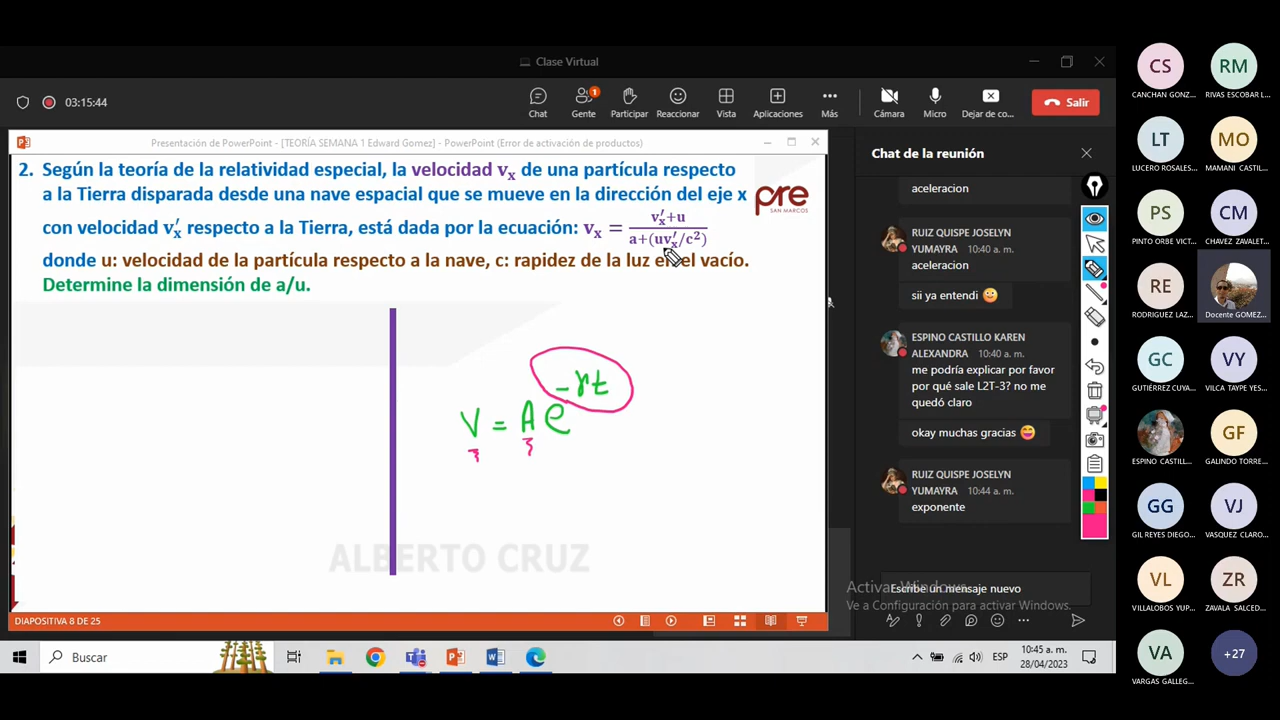 Clase Virtual
03:15:44
Chat
Gente
1
Participar
Reaccionar
Vista
Aplicaciones
Más
Cámara
Micro
Dejar de co...
Salir
Presentación de PowerPoint - [TEORÍA SEMANA 1 Edward Gomez] - PowerPoint (Error de activación de productos)
2. Según la teoría de la relatividad especial, la velocidad vₓ de una partícula respecto
a la Tierra disparada desde una nave espacial que se mueve en la dirección del eje x
con velocidad v′ₓ respecto a la Tierra, está dada por la ecuación: vₓ = (v′ₓ+u)/(a+(uv′ₓ/c²))
donde u: velocidad de la partícula respecto a la nave, c: rapidez de la luz en el vacío.
Determine la dimensión de a/u.
pre
SAN MARCOS
V = A e^(-γt)
ALBERTO CRUZ
DIAPOSITIVA 8 DE 25
Chat de la reunión
aceleracion
RUIZ QUISPE JOSELYN
YUMAYRA 10:40 a. m.
aceleracion
sii ya entendi
ESPINO CASTILLO KAREN
ALEXANDRA 10:40 a. m.
me podría explicar por favor
por qué sale L2T-3? no me
quedó claro
okay muchas gracias
RUIZ QUISPE JOSELYN
YUMAYRA 10:44 a. m.
exponente
Escribe un mensaje nuevo
Activar Windows
Ve a Configuración para activar Windows.
CS
CANCHAN GONZ...
RM
RIVAS ESCOBAR L...
LT
LUCERO ROSALES...
MO
MAMANI CASTIL...
PS
PINTO SANCHEZ...
CM
CHAVEZ ZAVALET...
RE
RODRIGUEZ LAZ...
Docente GOMEZ...
GC
GUTIÉRREZ CUYA...
VY
VILCA TAYPE YES...
ESPINO CASTILL...
GF
GALINDO TORRE...
GG
GIL REYES DIEGO...
VJ
VASQUEZ CLARO...
VL
VILLALOBOS YUP...
ZR
ZAVALA SALCED...
VA
VARGAS GALLEG...
+27
Buscar
ESP
10:45 a. m.
28/04/2023